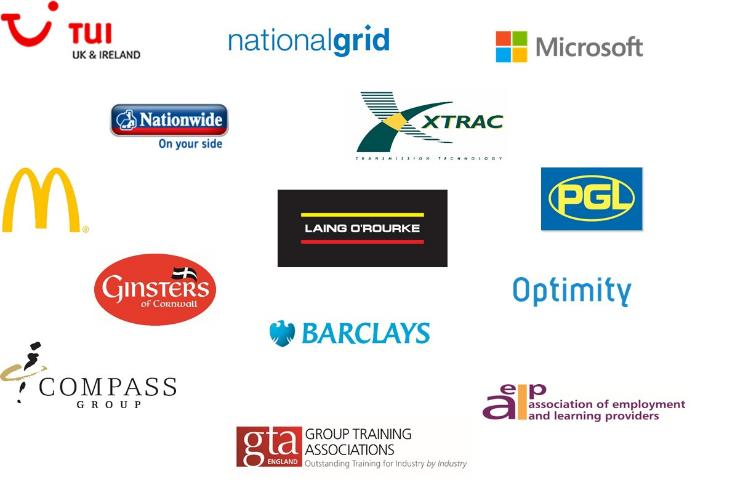 TUI
UK & IRELAND
nationalgrid
Microsoft
Nationwide
On your side
XTRAC
TRANSMISSION TECHNOLOGY
M
®
LAING O'ROURKE
PGL
GINSTERS
of Cornwall
Optimity
BARCLAYS
COMPASS
GROUP
aelp
association of employment
and learning providers
gta
ENGLAND
GROUP TRAINING
ASSOCIATIONS
Outstanding Training for Industry by Industry